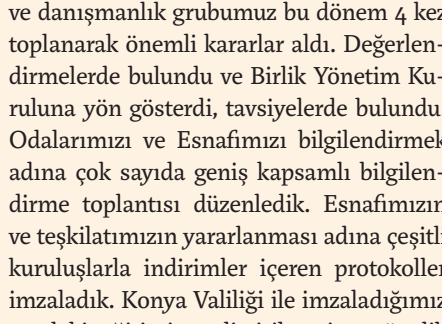 ve danışmanlık grubumuz bu dönem 4 kez
toplanarak önemli kararlar aldı. Değerlen-
dirmelerde bulundu ve Birlik Yönetim Ku-
ruluna yön gösterdi, tavsiyelerde bulundu.
Odalarımızı ve Esnafımızı bilgilendirmek
adına çok sayıda geniş kapsamlı bilgilen-
dirme toplantısı düzenledik. Esnafımızın
ve teşkilatımızın yararlanması adına çeşitli
kuruluşlarla indirimler içeren protokoller
imzaladık. Konya Valiliği ile imzaladığımız